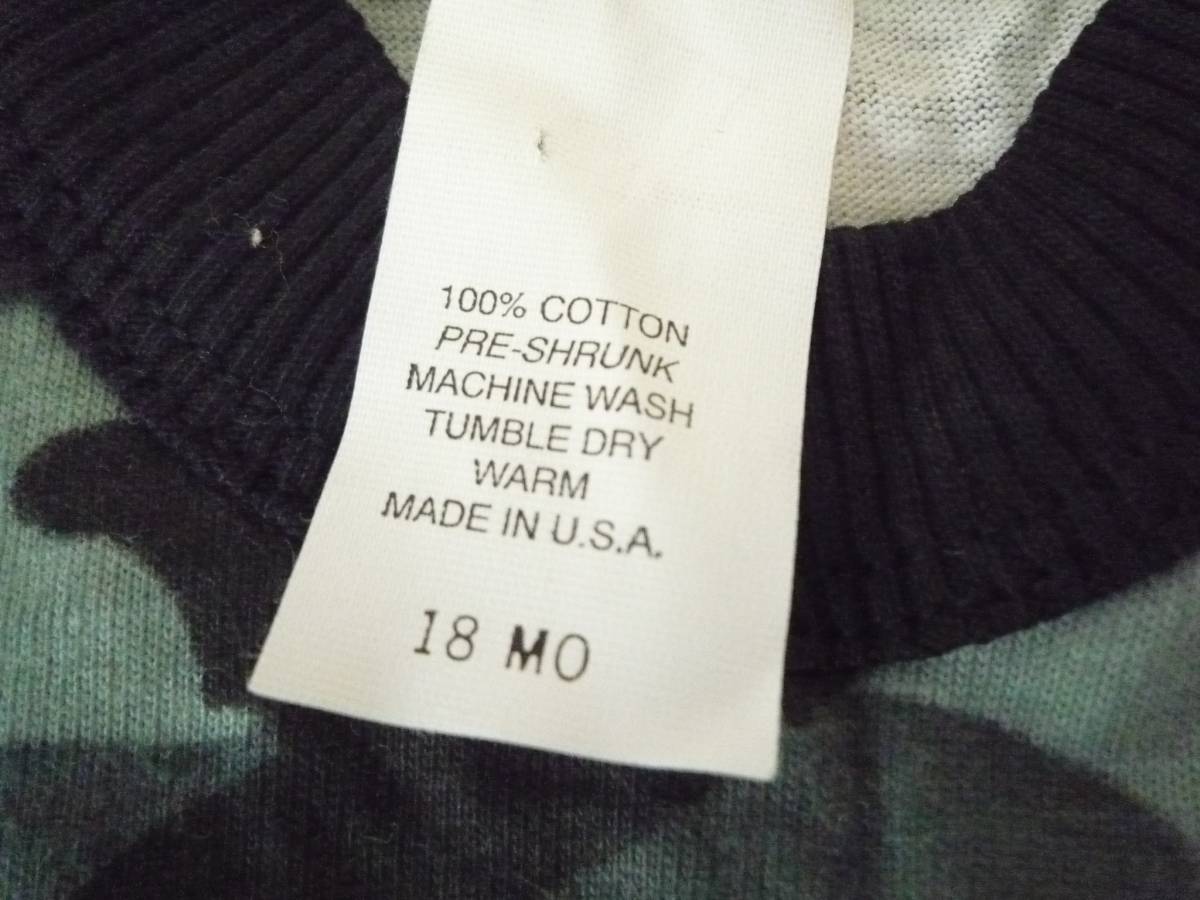 100% COTTON
PRE-SHRUNK
MACHINE WASH
TUMBLE DRY
WARM
MADE IN U.S.A.
18 MO